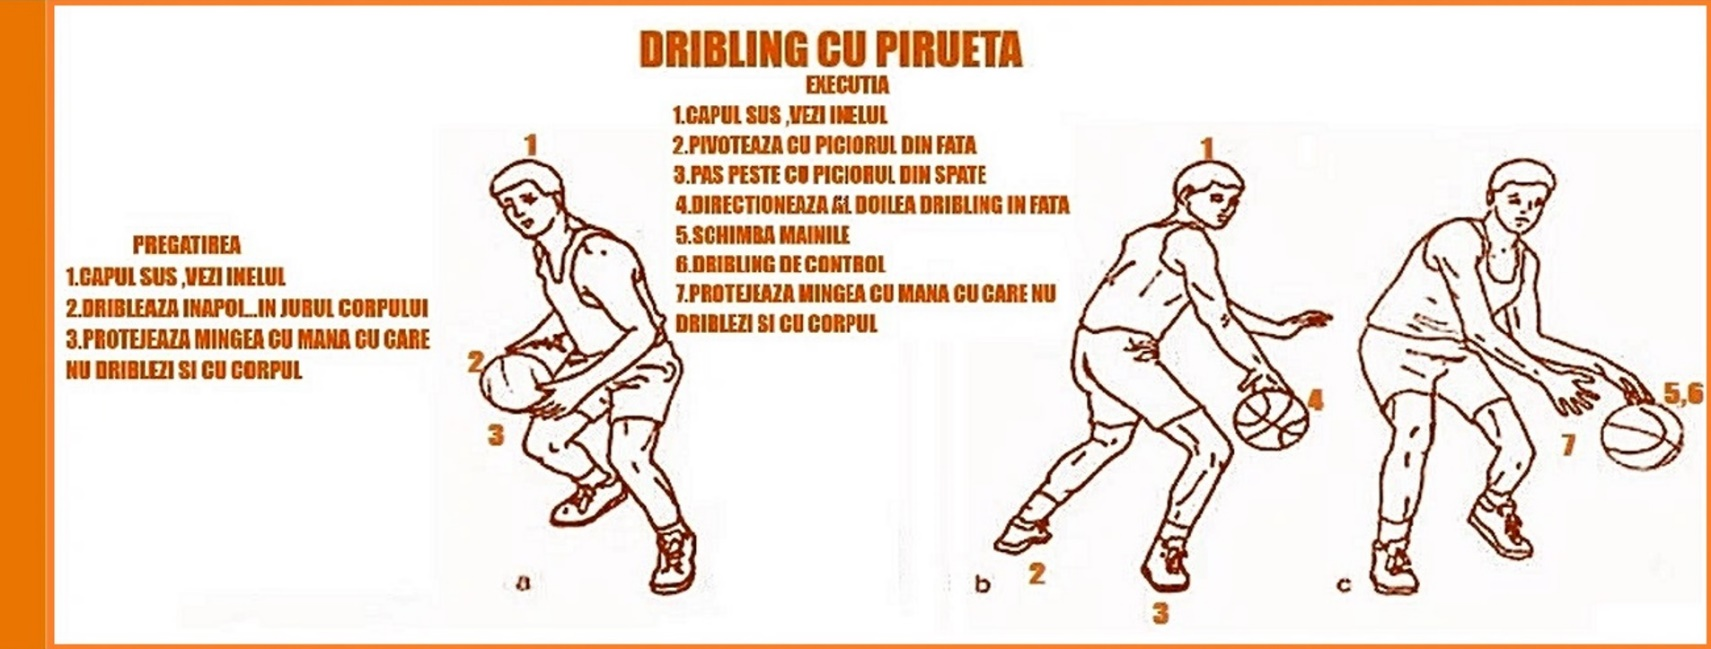 DRIBLING CU PIRUETA
EXECUTIA
1.CAPUL SUS ,VEZI INELUL
2.PIVOTEAZA CU PICIORUL DIN FATA
3.PAS PESTE CU PICIORUL DIN SPATE
4.DIRECTIONEAZA AL DOILEA DRIBLING IN FATA
5.SCHIMBA MAINILE
6.DRIBLING DE CONTROL
7.PROTEJEAZA MINGEA CU MANA CU CARE NU
DRIBLEZI SI CU CORPUL
PREGATIREA
1.CAPUL SUS ,VEZI INELUL
2.DRIBLEAZA INAPOI...IN JURUL CORPULUI
3.PROTEJEAZA MINGEA CU MANA CU CARE
NU DRIBLEZI SI CU CORPUL
1
2
3
a
1
4
2
3
b
5,6
7
c